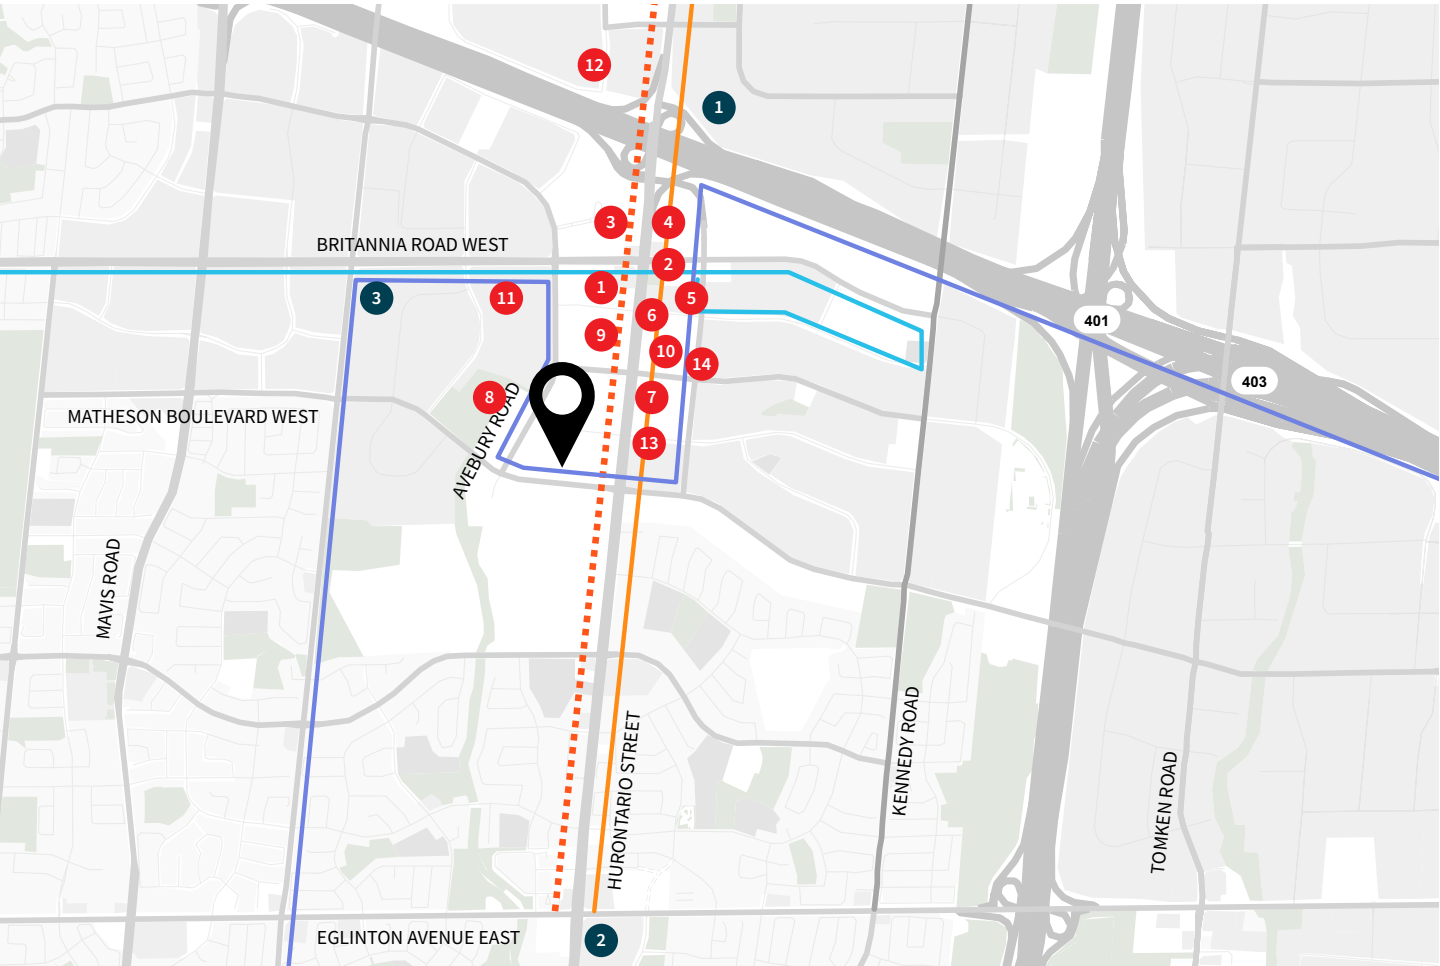 12
1
3
4
BRITANNIA ROAD WEST
2
3
11
1
5
6
401
9
10
14
403
8
7
MATHESON BOULEVARD WEST
AVEBURY ROAD
13
MAVIS ROAD
HURONTARIO STREET
KENNEDY ROAD
TOMKEN ROAD
EGLINTON AVENUE EAST
2